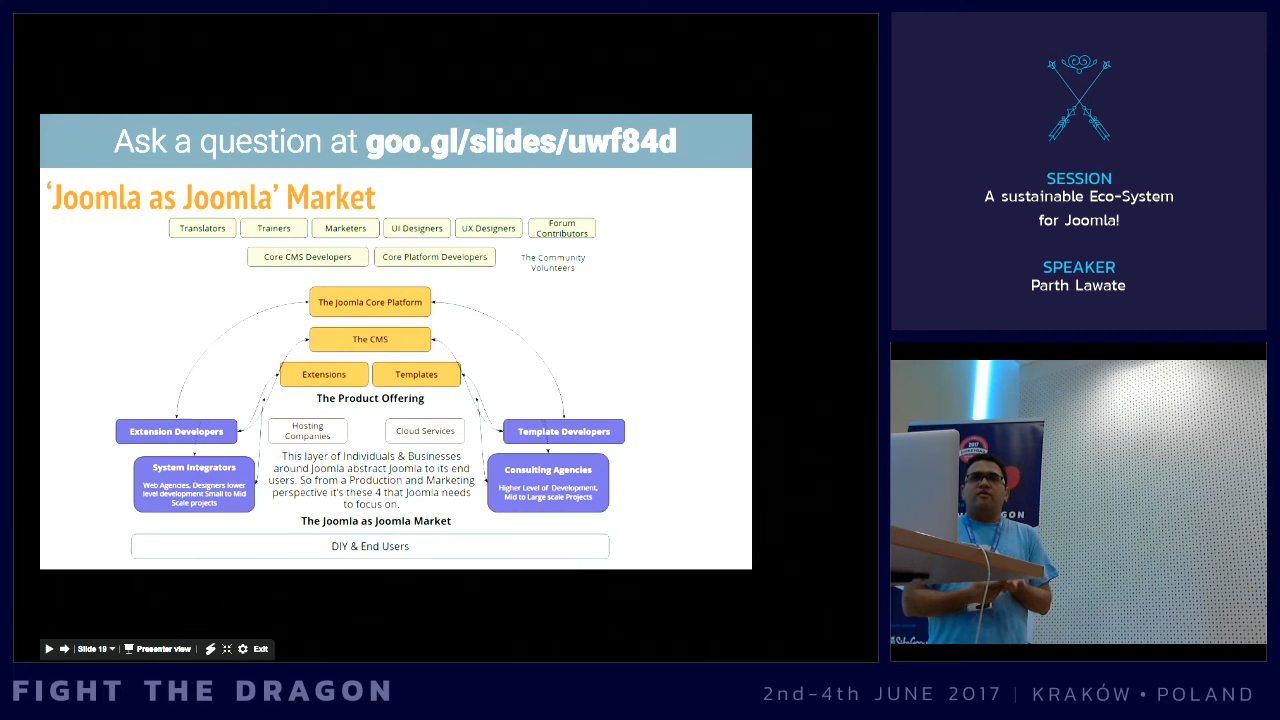 Ask a question at goo.gl/slides/uwf84d
‘Joomla as Joomla’ Market
Translators
Trainers
Marketers
UI Designers
UX Designers
Forum
Contributors
Core CMS Developers
Core Platform Developers
The Community
Volunteers
The Joomla Core Platform
The CMS
Extensions
Templates
The Product Offering
Extension Developers
Hosting
Companies
Cloud Services
Template Developers
System Integrators
Web Agencies, Designers lower
level development Small to Mid
Scale projects
This layer of Individuals & Businesses
around Joomla abstract Joomla to its end
users. So from a Production and Marketing
perspective it's these 4 that Joomla needs
to focus on.
Consulting Agencies
Higher Level of Development,
Mid to Large scale Projects
The Joomla as Joomla Market
DIY & End Users
Slide 19
Presenter view
Exit
SESSION
A sustainable Eco-System
for Joomla!
SPEAKER
Parth Lawate
2017
DRAGON
FIGHT THE DRAGON
2nd-4th JUNE 2017 | KRAKÓW • POLAND